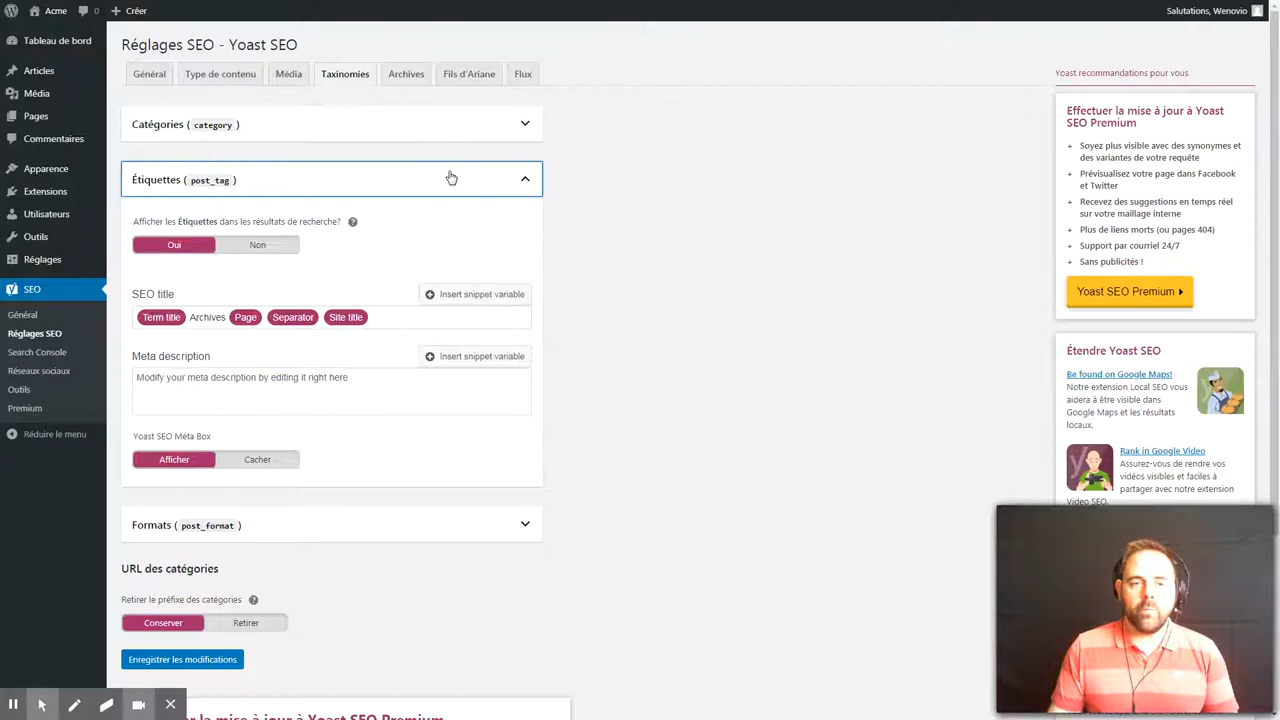 Acme
0
Créer
Salutations, Wenovio
Tableau de bord
Articles
Média
Pages
Commentaires
Apparence
Extensions
Utilisateurs
Outils
Réglages
SEO
Général
Réglages SEO
Search Console
Réseaux sociaux
Outils
Premium
Réduire le menu
Réglages SEO - Yoast SEO
Général
Type de contenu
Média
Taxinomies
Archives
Fils d'Ariane
Flux
Catégories (category)
Étiquettes (post_tag)
Afficher les Étiquettes dans les résultats de recherche?
Oui
Non
SEO title
Insert snippet variable
Term title Archives Page Separator Site title
Meta description
Insert snippet variable
Modify your meta description by editing it right here
Yoast SEO Méta Box
Afficher
Cacher
Formats (post_format)
URL des catégories
Retirer le préfixe des catégories
Conserver
Retirer
Enregistrer les modifications
la mise à jour à Yoast SEO Premium
Yoast recommandations pour vous
Effectuer la mise à jour à Yoast
SEO Premium
+ Soyez plus visible avec des synonymes et
des variantes de votre requête
+ Prévisualisez votre page dans Facebook
et Twitter
+ Recevez des suggestions en temps réel
sur votre maillage interne
+ Plus de liens morts (ou pages 404)
+ Support par courriel 24/7
+ Sans publicités !
Yoast SEO Premium
Étendre Yoast SEO
Be found on Google Maps!
Notre extension Local SEO vous
aidera à être visible dans
Google Maps et les résultats
locaux.
Rank in Google Video
Assurez-vous de rendre vos
vidéos visibles et faciles à
partager avec notre extension
Video SEO.